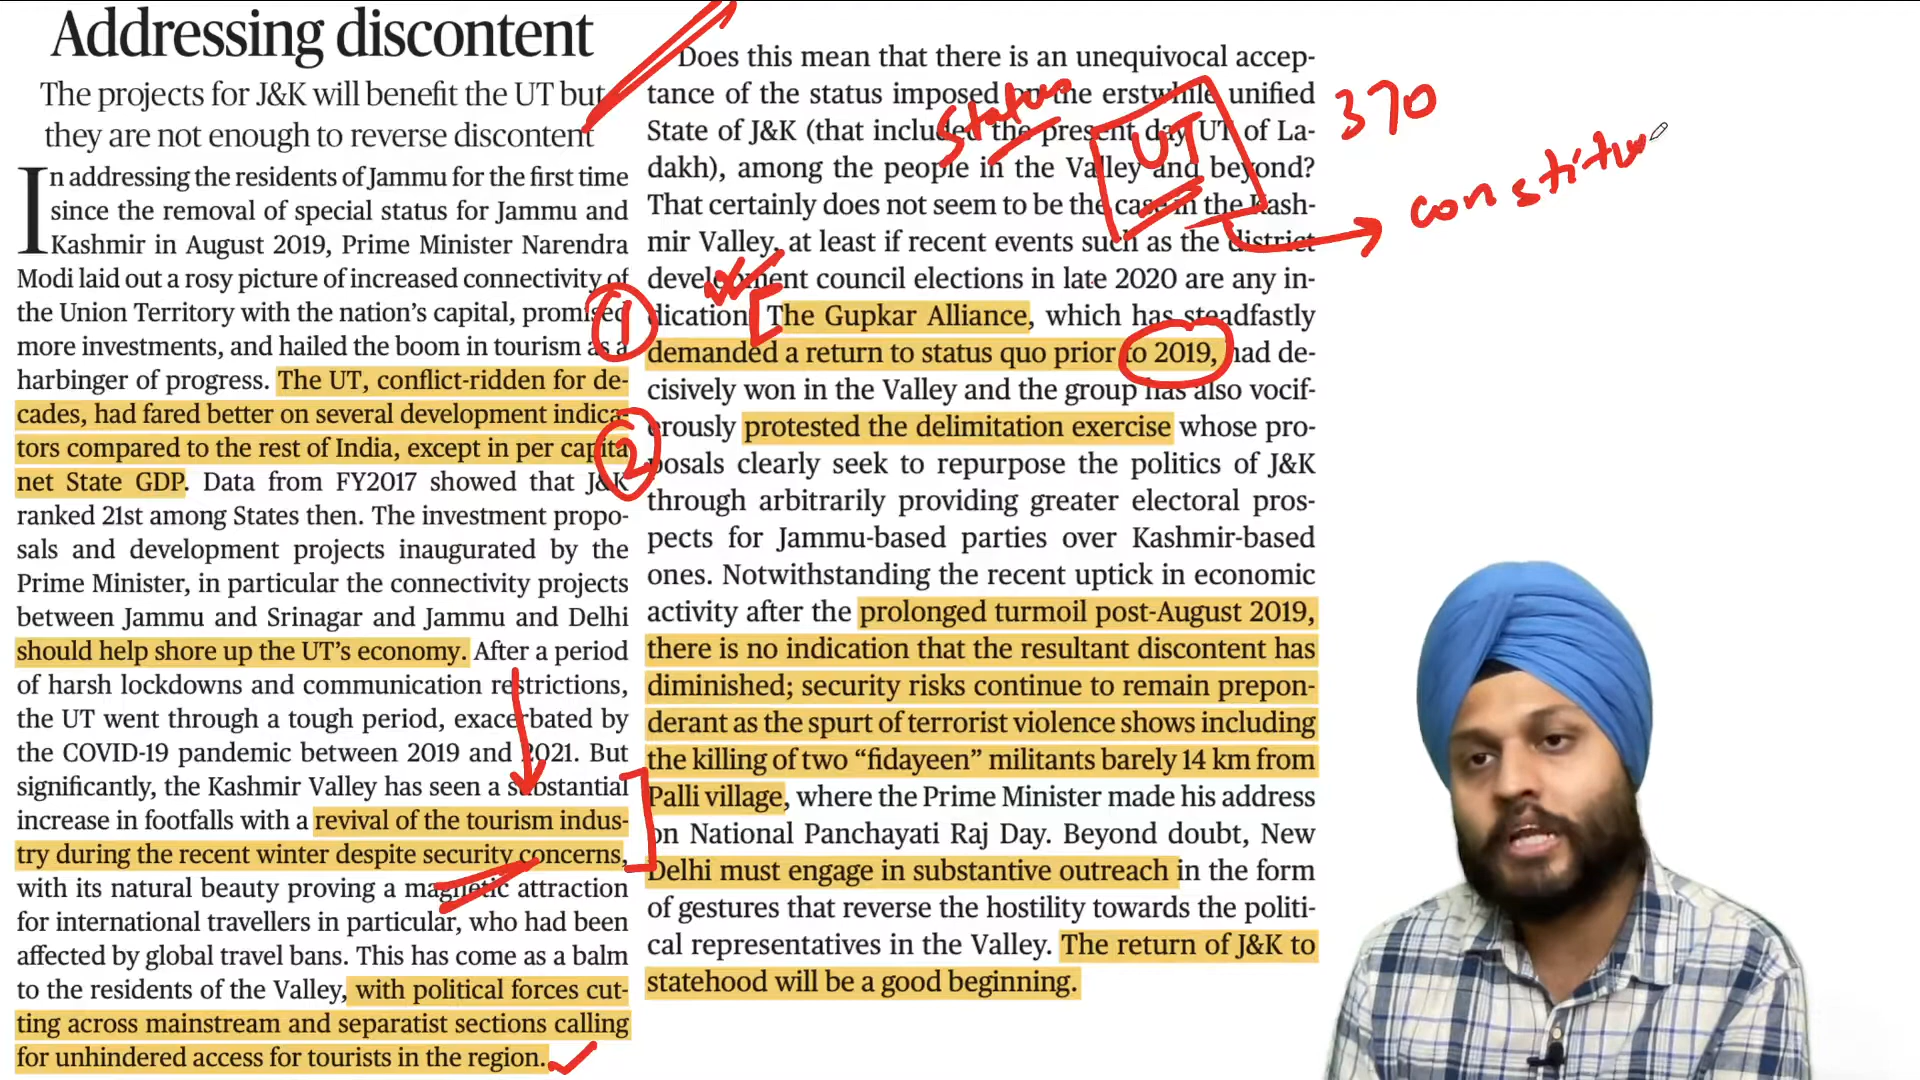 Addressing discontent
The projects for J&K will benefit the UT but
they are not enough to reverse discontent
In addressing the residents of Jammu for the first time
since the removal of special status for Jammu and
Kashmir in August 2019, Prime Minister Narendra
Modi laid out a rosy picture of increased connectivity of
the Union Territory with the nation's capital, promised
more investments, and hailed the boom in tourism as a
harbinger of progress. The UT, conflict-ridden for de-
cades, had fared better on several development indica-
tors compared to the rest of India, except in per capita
net State GDP. Data from FY2017 showed that J&K
ranked 21st among States then. The investment propo-
sals and development projects inaugurated by the
Prime Minister, in particular the connectivity projects
between Jammu and Srinagar and Jammu and Delhi
should help shore up the UT's economy. After a period
of harsh lockdowns and communication restrictions,
the UT went through a tough period, exacerbated by
the COVID-19 pandemic between 2019 and 2021. But
significantly, the Kashmir Valley has seen a substantial
increase in footfalls with a revival of the tourism indus-
try during the recent winter despite security concerns,
with its natural beauty proving a magnetic attraction
for international travellers in particular, who had been
affected by global travel bans. This has come as a balm
to the residents of the Valley, with political forces cut-
ting across mainstream and separatist sections calling
for unhindered access for tourists in the region.
Does this mean that there is an unequivocal accep-
tance of the status imposed on the erstwhile unified
State of J&K (that included the present day UT of La-
dakh), among the people in the Valley and beyond?
That certainly does not seem to be the case in the Kash-
mir Valley, at least if recent events such as the district
development council elections in late 2020 are any in-
dication. The Gupkar Alliance, which has steadfastly
demanded a return to status quo prior to 2019, had de-
cisively won in the Valley and the group has also vocif-
erously protested the delimitation exercise whose pro-
posals clearly seek to repurpose the politics of J&K
through arbitrarily providing greater electoral pros-
pects for Jammu-based parties over Kashmir-based
ones. Notwithstanding the recent uptick in economic
activity after the prolonged turmoil post-August 2019,
there is no indication that the resultant discontent has
diminished; security risks continue to remain prepon-
derant as the spurt of terrorist violence shows including
the killing of two “fidayeen” militants barely 14 km from
Palli village, where the Prime Minister made his address
on National Panchayati Raj Day. Beyond doubt, New
Delhi must engage in substantive outreach in the form
of gestures that reverse the hostility towards the politi-
cal representatives in the Valley. The return of J&K to
statehood will be a good beginning.
1
2
Status
UT
370
constitu